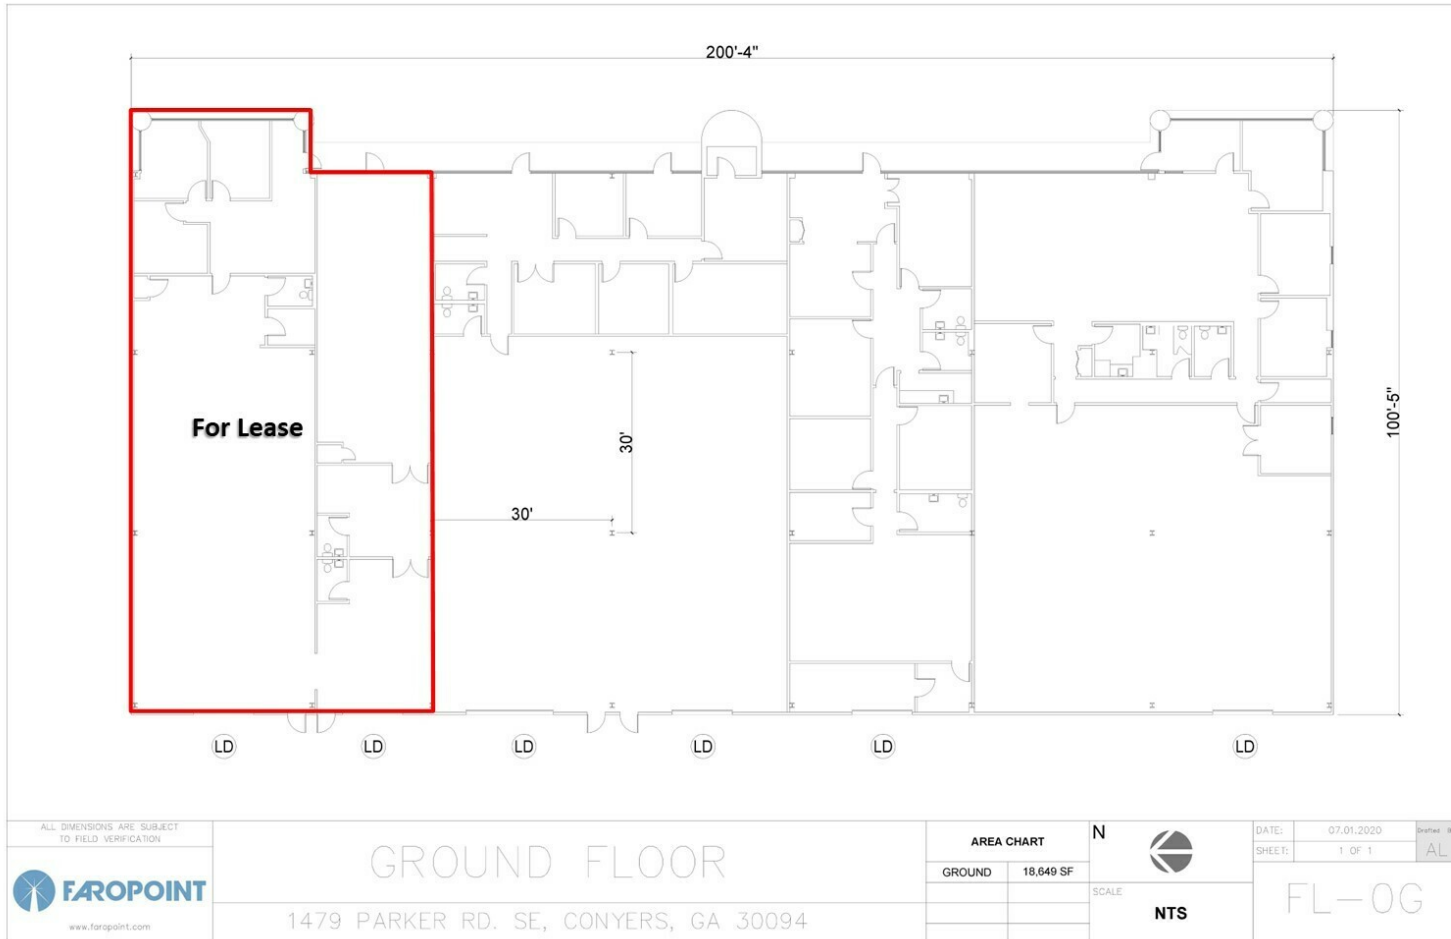 200'-4"
For Lease
30'
30'
100'-5"
LD
LD
LD
LD
LD
LD
ALL DIMENSIONS ARE SUBJECT
TO FIELD VERIFICATION
FAROPOINT
www.faropoint.com
GROUND FLOOR
1479 PARKER RD. SE, CONYERS, GA 30094
AREA CHART
GROUND 18,649 SF
N
SCALE
NTS
DATE: 07.01.2020
SHEET: 1 OF 1
Drafted
AL
FL-0G